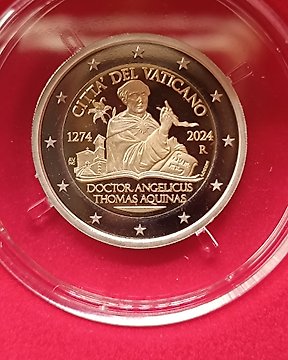 CITTA' DEL VATICANO
1274 2024
R
DOCTOR ANGELICUS
THOMAS AQUINAS